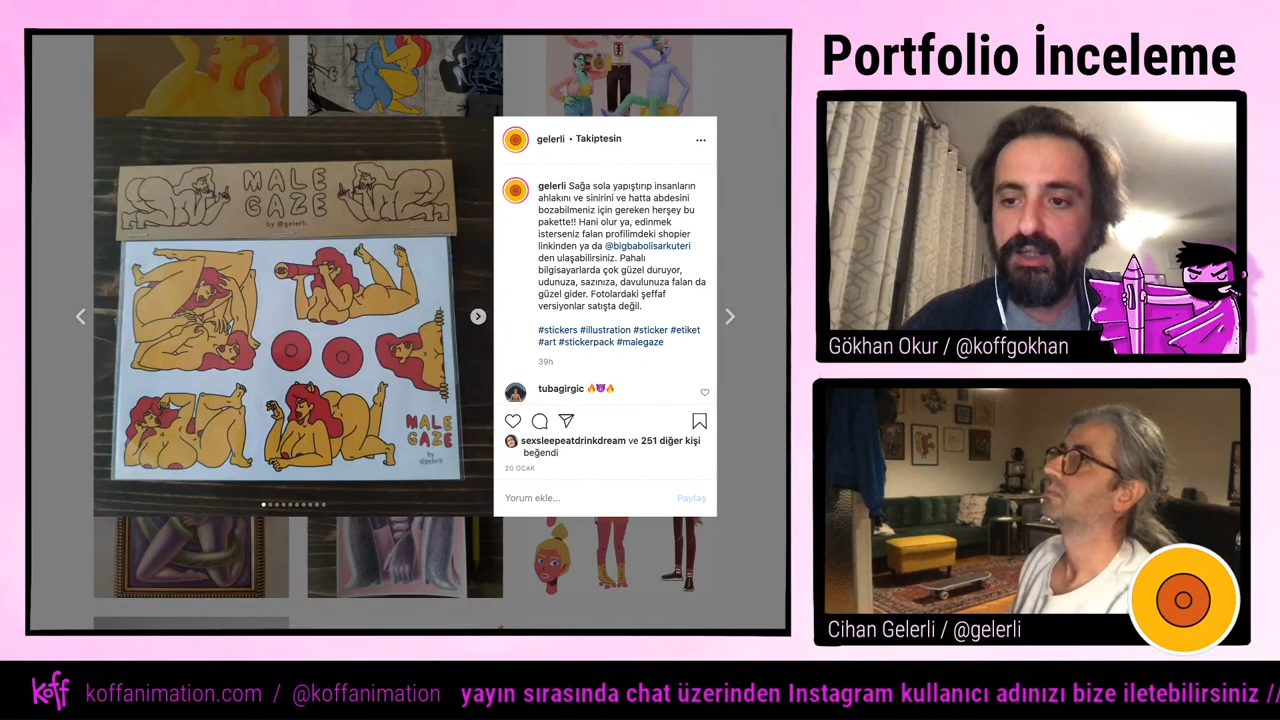 Portfolio İnceleme
MALE
GAZE
by @gelerli
MALE
GAZE
by
@gelerli
gelerli • Takiptesin
gelerli Sağa sola yapıştırıp insanların
ahlakını ve sinirini ve hatta abdesini
bozabilmeniz için gereken herşey bu
pakette!! Hani olur ya, edinmek
isterseniz falan profilimdeki shopier
linkinden ya da @bigbabolisarkuteri
den ulaşabilirsiniz. Pahalı
bilgisayarlarda çok güzel duruyor,
udunuza, sazınıza, davulunuza falan da
güzel gider. Fotolardaki şeffaf
versiyonlar satışta değil.
#stickers #illustration #sticker #etiket
#art #stickerpack #malegaze
39h
tubagirgic 🔥😈🔥
sexsleepeatdrinkdream ve 251 diğer kişi
beğendi
20 OCAK
Yorum ekle...
Paylaş
Gökhan Okur / @koffgokhan
Cihan Gelerli / @gelerli
koff koffanimation.com / @koffanimation yayın sırasında chat üzerinden Instagram kullanıcı adınızı bize iletebilirsiniz //